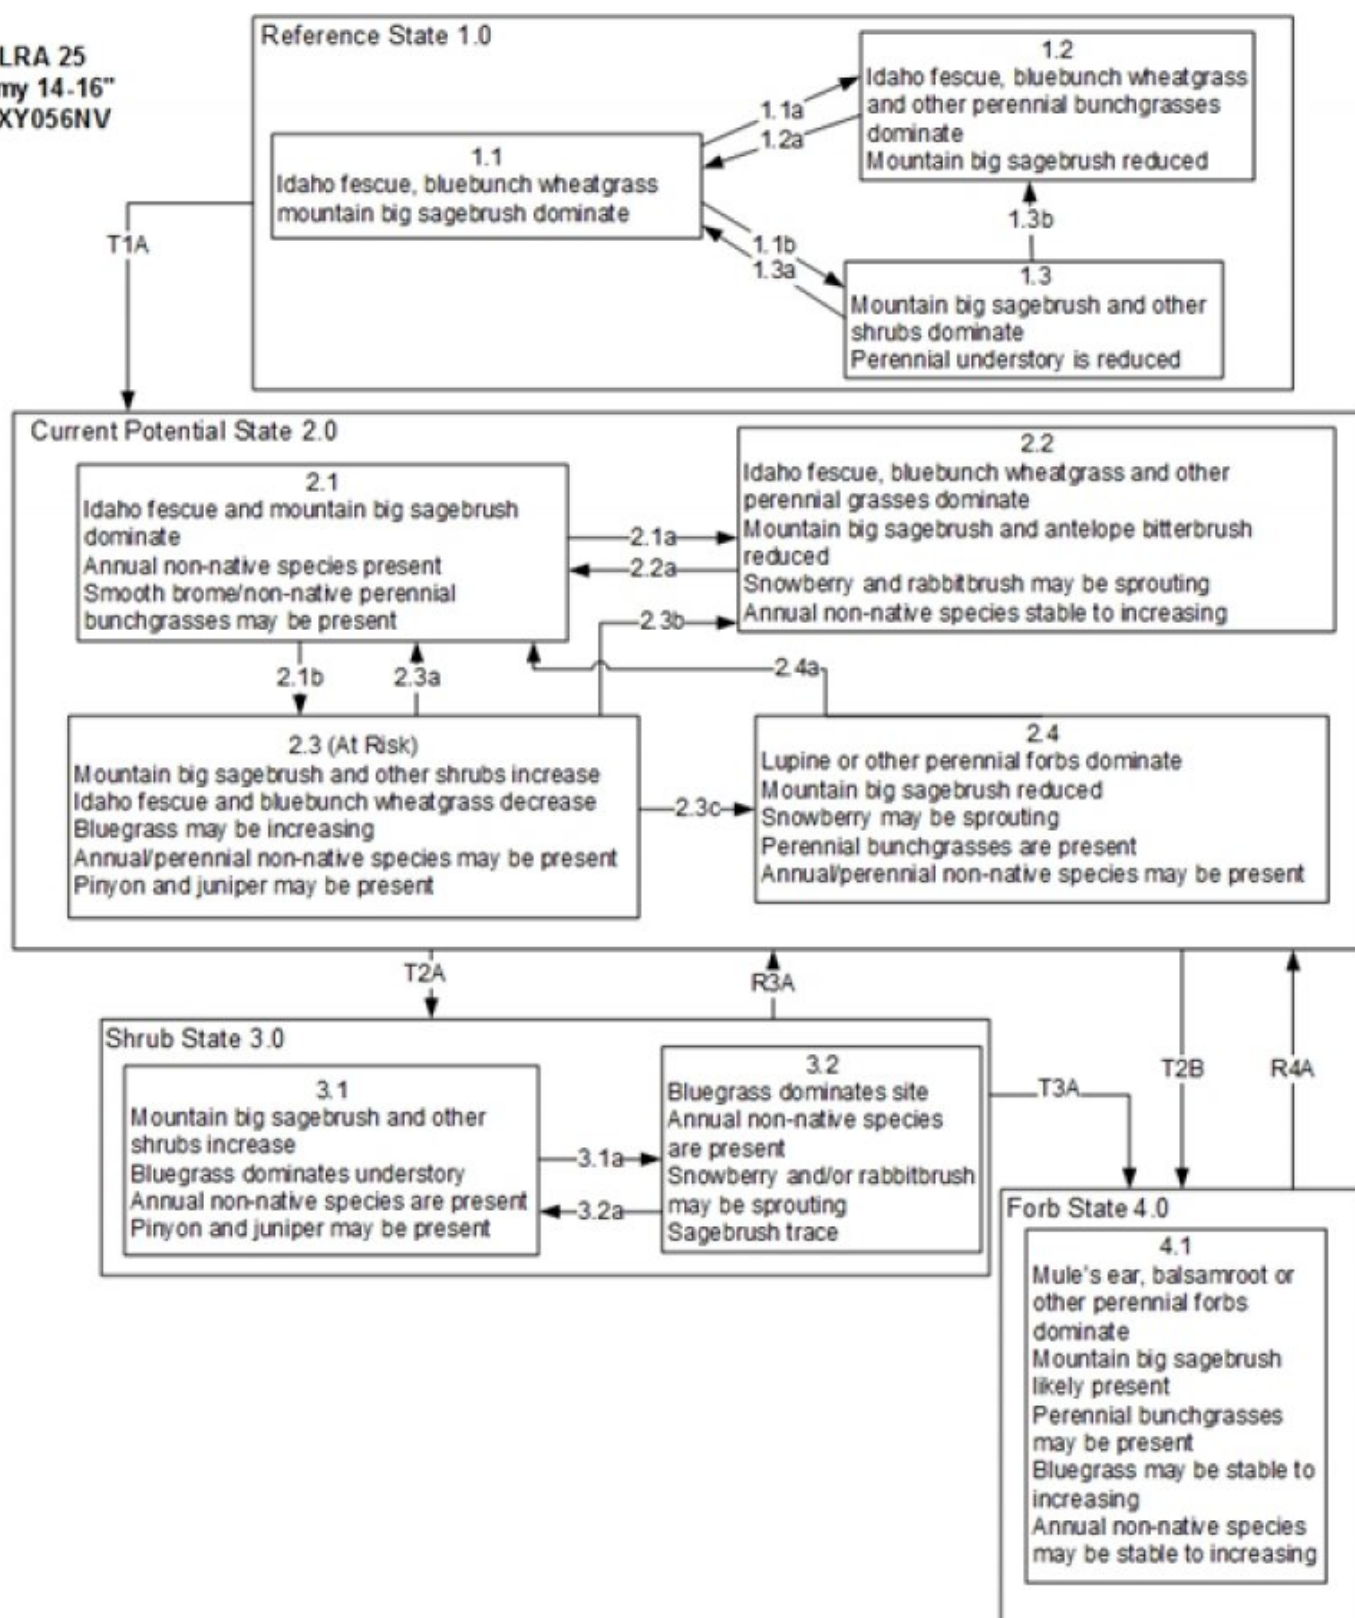 LRA 25
my 14-16"
XY056NV
Reference State 1.0
1.1
Idaho fescue, bluebunch wheatgrass
mountain big sagebrush dominate
1.1a
1.2a
1.2
Idaho fescue, bluebunch wheatgrass
and other perennial bunchgrasses
dominate
Mountain big sagebrush reduced
1.3b
1.1b
1.3a
1.3
Mountain big sagebrush and other
shrubs dominate
Perennial understory is reduced
T1A
Current Potential State 2.0
2.1
Idaho fescue and mountain big sagebrush
dominate
Annual non-native species present
Smooth brome/non-native perennial
bunchgrasses may be present
2.1a
2.2a
2.3b
2.2
Idaho fescue, bluebunch wheatgrass and other
perennial grasses dominate
Mountain big sagebrush and antelope bitterbrush
reduced
Snowberry and rabbitbrush may be sprouting
Annual non-native species stable to increasing
2.1b
2.3a
2.4a
2.3 (At Risk)
Mountain big sagebrush and other shrubs increase
Idaho fescue and bluebunch wheatgrass decrease
Bluegrass may be increasing
Annual/perennial non-native species may be present
Pinyon and juniper may be present
2.3c
2.4
Lupine or other perennial forbs dominate
Mountain big sagebrush reduced
Snowberry may be sprouting
Perennial bunchgrasses are present
Annual/perennial non-native species may be present
T2A
R3A
T2B
R4A
Shrub State 3.0
3.1
Mountain big sagebrush and other
shrubs increase
Bluegrass dominates understory
Annual non-native species are present
Pinyon and juniper may be present
3.1a
3.2a
3.2
Bluegrass dominates site
Annual non-native species
are present
Snowberry and/or rabbitbrush
may be sprouting
Sagebrush trace
T3A
Forb State 4.0
4.1
Mule's ear, balsamroot or
other perennial forbs
dominate
Mountain big sagebrush
likely present
Perennial bunchgrasses
may be present
Bluegrass may be stable to
increasing
Annual non-native species
may be stable to increasing